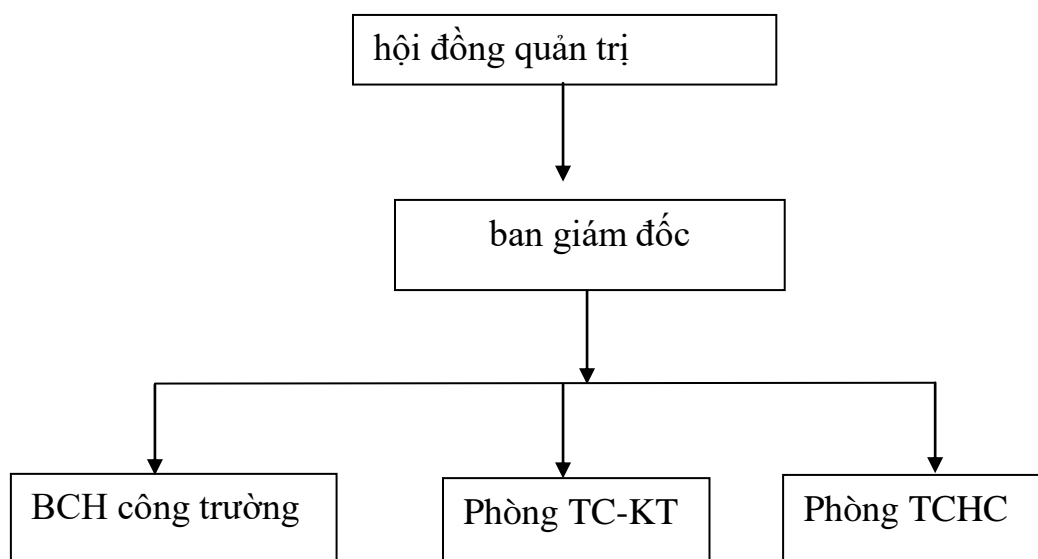 hội đồng quản trị
ban giám đốc
BCH công trường
Phòng TC-KT
Phòng TCHC